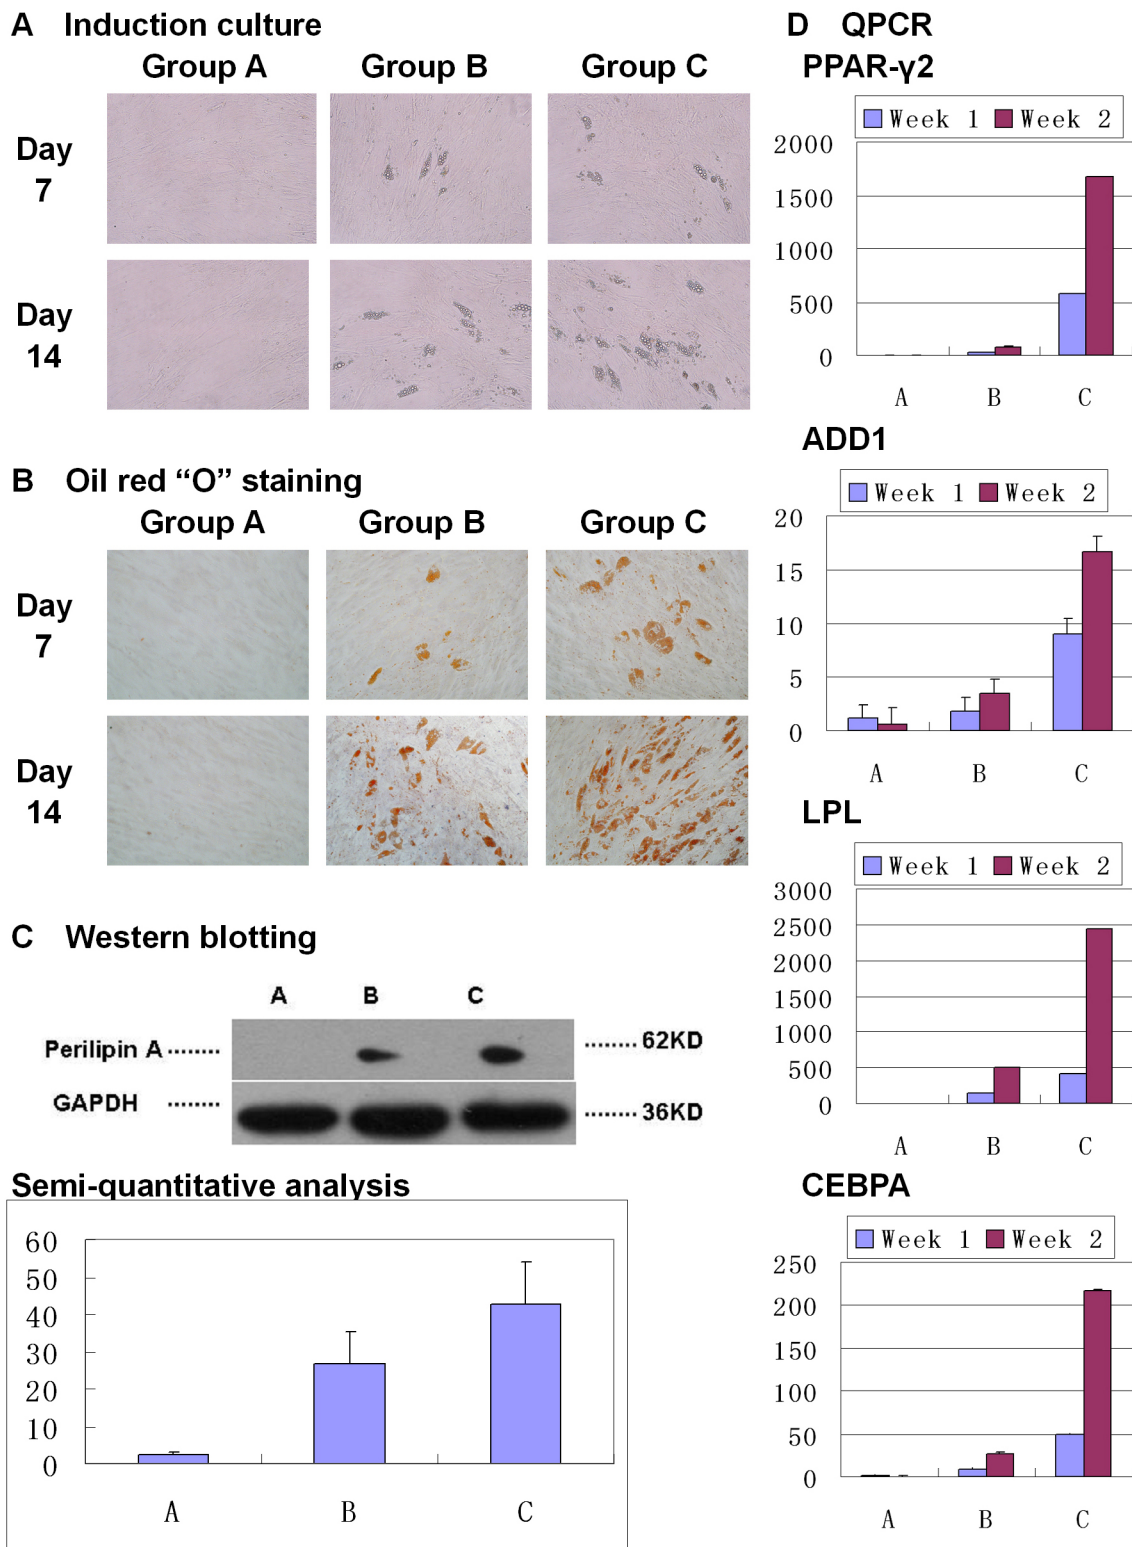 A Induction culture
Group A Group B Group C
Day
7
Day
14
B Oil red “O” staining
Group A Group B Group C
Day
7
Day
14
C Western blotting
A B C
Perilipin A ........ ....... 62KD
GAPDH ........ ....... 36KD
Semi-quantitative analysis
60
50
40
30
20
10
0
A B C
D QPCR
PPAR-γ2
Week 1 Week 2
2000
1500
1000
500
0
A B C
ADD1
Week 1 Week 2
20
15
10
5
0
A B C
LPL
Week 1 Week 2
3000
2500
2000
1500
1000
500
0
A B C
CEBPA
Week 1 Week 2
250
200
150
100
50
0
A B C